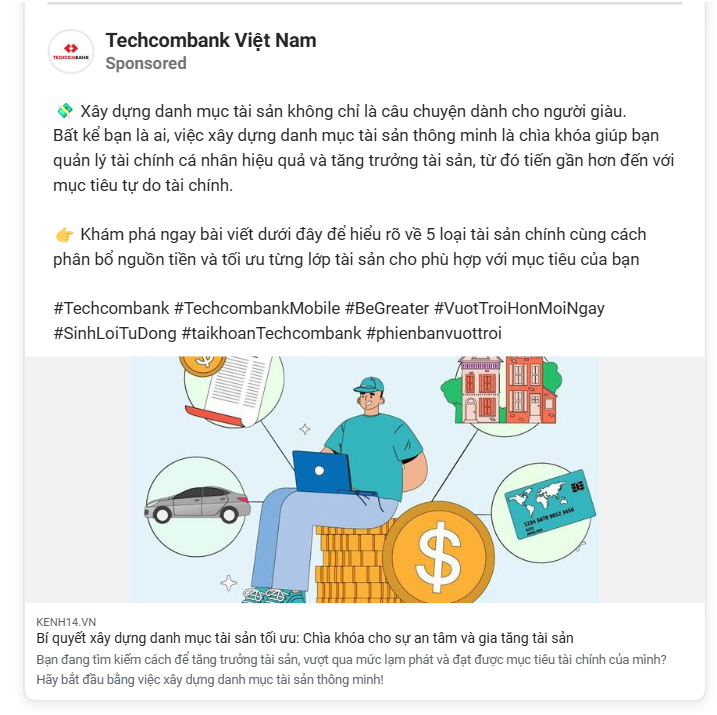 Techcombank Việt Nam
TECHCOMBANK
Sponsored
💸 Xây dựng danh mục tài sản không chỉ là câu chuyện dành cho người giàu.
Bất kể bạn là ai, việc xây dựng danh mục tài sản thông minh là chìa khóa giúp bạn
quản lý tài chính cá nhân hiệu quả và tăng trưởng tài sản, từ đó tiến gần hơn đến với
mục tiêu tự do tài chính.
👉 Khám phá ngay bài viết dưới đây để hiểu rõ về 5 loại tài sản chính cùng cách
phân bổ nguồn tiền và tối ưu từng lớp tài sản cho phù hợp với mục tiêu của bạn
#Techcombank #TechcombankMobile #BeGreater #VuotTroiHonMoiNgay
#SinhLoiTuDong #taikhoanTechcombank #phienbanvuottroi
$
1234 5678 9012 3456
KENH14.VN
Bí quyết xây dựng danh mục tài sản tối ưu: Chìa khóa cho sự an tâm và gia tăng tài sản
Bạn đang tìm kiếm cách để tăng trưởng tài sản, vượt qua mức lạm phát và đạt được mục tiêu tài chính của mình?
Hãy bắt đầu bằng việc xây dựng danh mục tài sản thông minh!